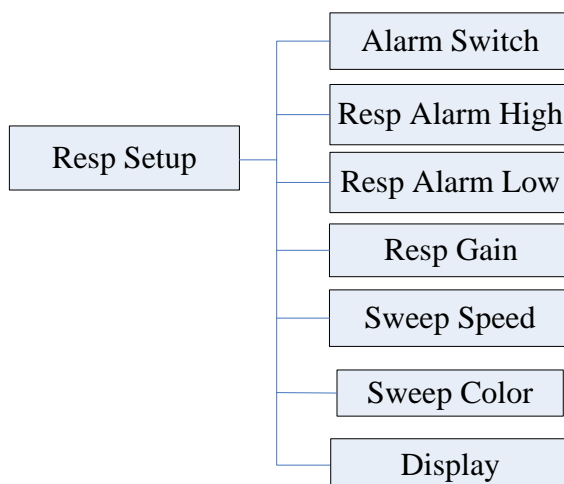 Resp Setup
Alarm Switch
Resp Alarm High
Resp Alarm Low
Resp Gain
Sweep Speed
Sweep Color
Display